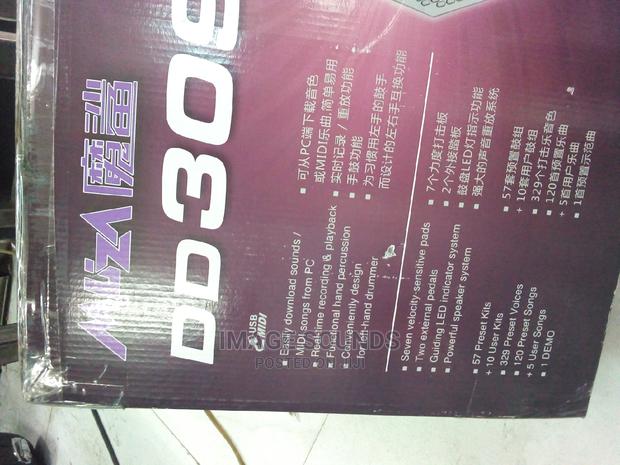 魔鲨
DD309
USB
MIDI
Easily download sounds /
MIDI songs from PC
Real-time recording & playback
Functional hand percussion
Conveniently design
for left-hand drummer
Seven velocity-sensitive pads
Two external pedals
Guiding LED indicator system
Powerful speaker system
57 Preset Kits
+ 10 User Kits
329 Preset Voices
120 Preset Songs
+ 5 User Songs
1 DEMO
可从PC端下载音色
或MIDI乐曲,简单易用
实时记录 / 重放功能
手鼓功能
为习惯用左手的鼓手
而设计的左右手互换功能
7个力度打击板
2个外接踏板
鼓盘LED灯指示功能
强大的声音重放系统
57套预置鼓组
+ 10套用户鼓组
329个打击乐音色
120首预置乐曲
+ 5首用户乐曲
1首预置示范曲
POSTED ON JIJI